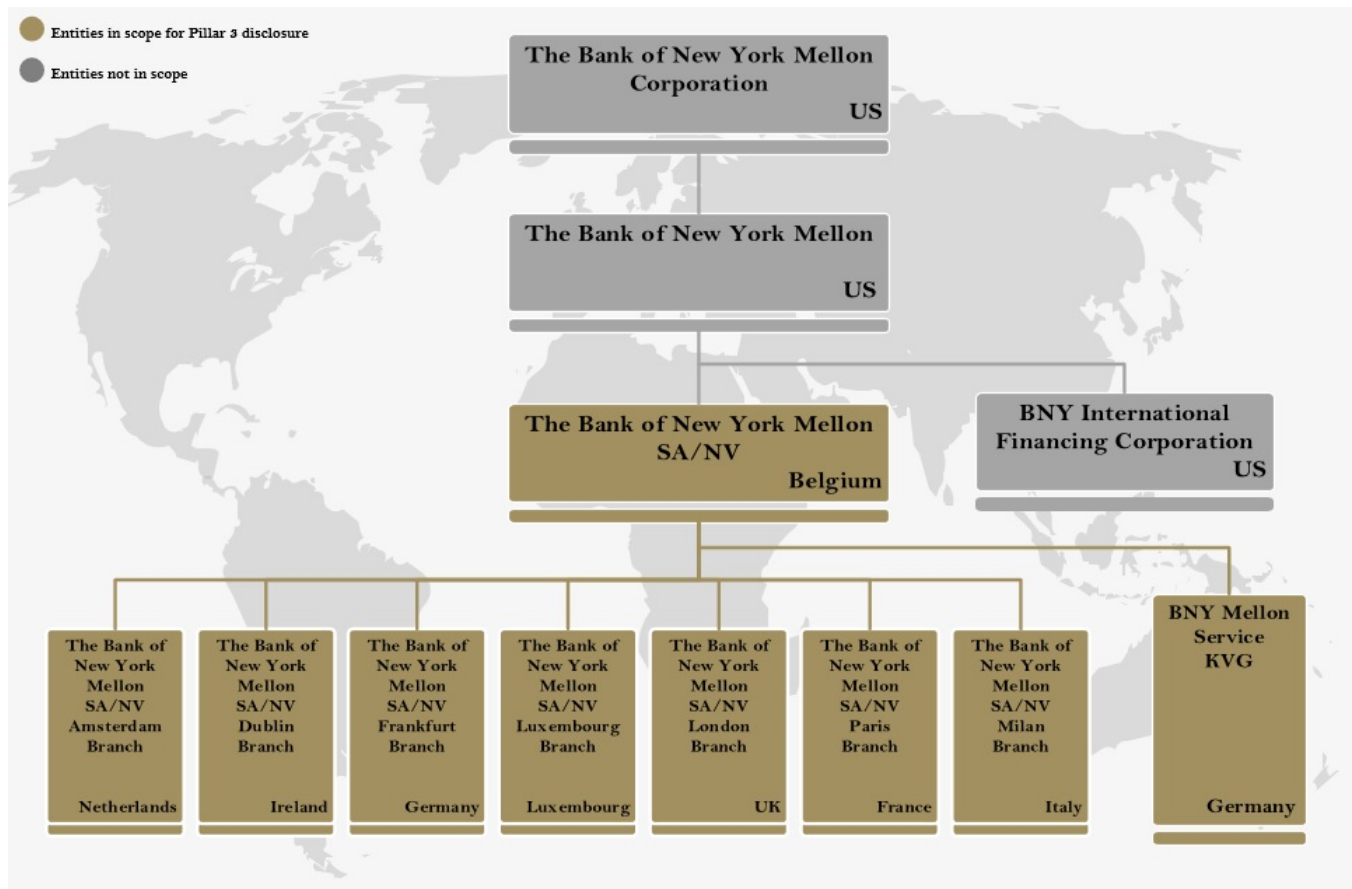 Entities in scope for Pillar 3 disclosure
Entities not in scope
The Bank of New York Mellon
Corporation
US
The Bank of New York Mellon
US
The Bank of New York Mellon
SA/NV
Belgium
BNY International
Financing Corporation
US
The Bank of
New York
Mellon
SA/NV
Amsterdam
Branch
Netherlands
The Bank of
New York
Mellon
SA/NV
Dublin
Branch
Ireland
The Bank of
New York
Mellon
SA/NV
Frankfurt
Branch
Germany
The Bank of
New York
Mellon
SA/NV
Luxembourg
Branch
Luxembourg
The Bank of
New York
Mellon
SA/NV
London
Branch
UK
The Bank of
New York
Mellon
SA/NV
Paris
Branch
France
The Bank of
New York
Mellon
SA/NV
Milan
Branch
Italy
BNY Mellon
Service
KVG
Germany